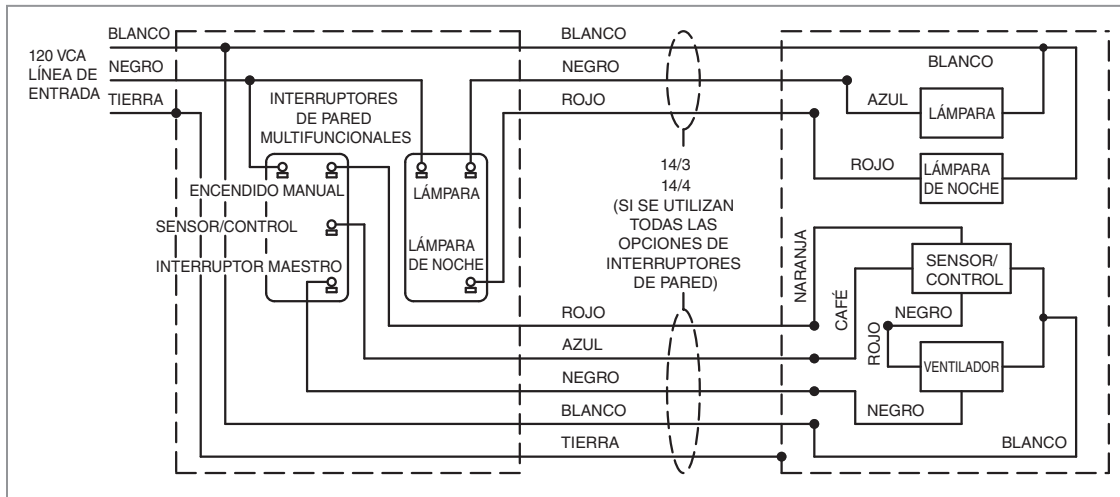 BLANCO
120 VCA
LÍNEA DE
ENTRADA
NEGRO
TIERRA
INTERRUPTORES
DE PARED
MULTIFUNCIONALES
ENCENDIDO MANUAL
SENSOR/CONTROL
INTERRUPTOR MAESTRO
LÁMPARA
LÁMPARA
DE NOCHE
BLANCO
NEGRO
ROJO
14/3
14/4
(SI SE UTILIZAN
TODAS LAS
OPCIONES DE
INTERRUPTORES
DE PARED)
ROJO
AZUL
NEGRO
BLANCO
TIERRA
BLANCO
AZUL
LÁMPARA
ROJO
LÁMPARA
DE NOCHE
NARANJA
CAFÉ
SENSOR/
CONTROL
NEGRO
ROJO
VENTILADOR
NEGRO
BLANCO